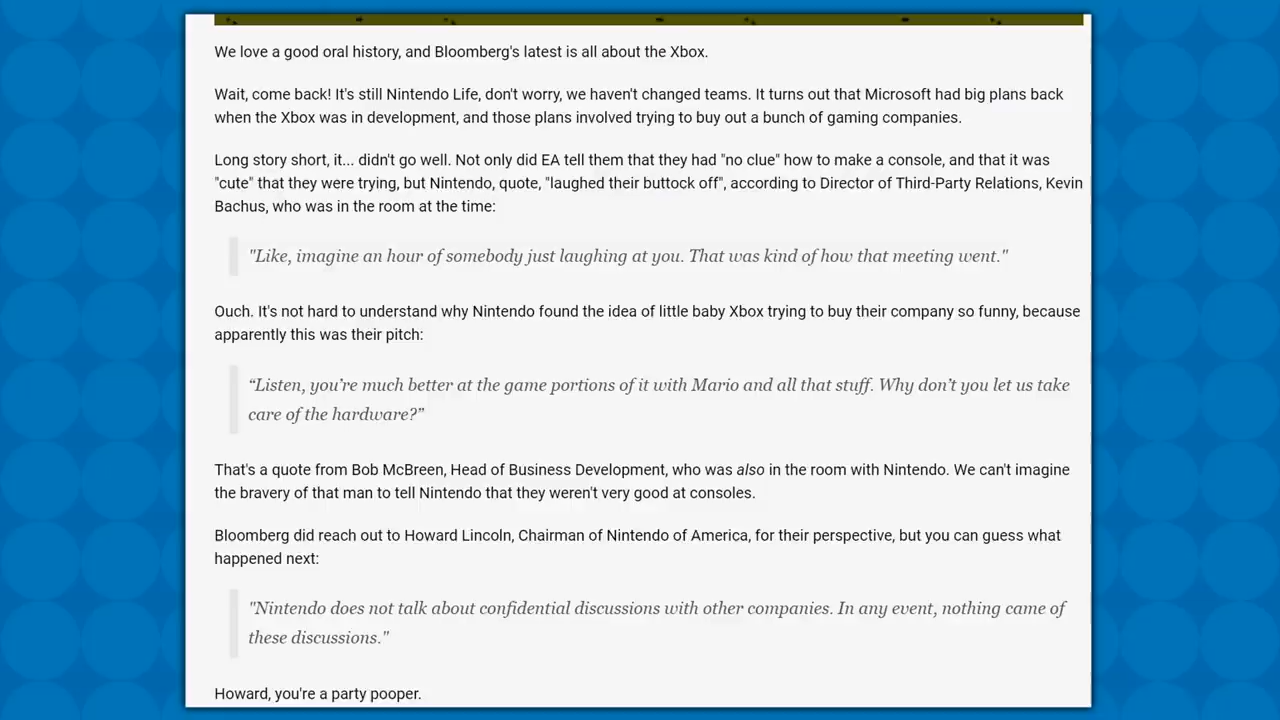 We love a good oral history, and Bloomberg's latest is all about the Xbox.
Wait, come back! It's still Nintendo Life, don't worry, we haven't changed teams. It turns out that Microsoft had big plans back
when the Xbox was in development, and those plans involved trying to buy out a bunch of gaming companies.
Long story short, it... didn't go well. Not only did EA tell them that they had "no clue" how to make a console, and that it was
"cute" that they were trying, but Nintendo, quote, "laughed their buttock off", according to Director of Third-Party Relations, Kevin
Bachus, who was in the room at the time:
"Like, imagine an hour of somebody just laughing at you. That was kind of how that meeting went."
Ouch. It's not hard to understand why Nintendo found the idea of little baby Xbox trying to buy their company so funny, because
apparently this was their pitch:
“Listen, you’re much better at the game portions of it with Mario and all that stuff. Why don’t you let us take
care of the hardware?”
That's a quote from Bob McBreen, Head of Business Development, who was also in the room with Nintendo. We can't imagine
the bravery of that man to tell Nintendo that they weren't very good at consoles.
Bloomberg did reach out to Howard Lincoln, Chairman of Nintendo of America, for their perspective, but you can guess what
happened next:
"Nintendo does not talk about confidential discussions with other companies. In any event, nothing came of
these discussions."
Howard, you're a party pooper.